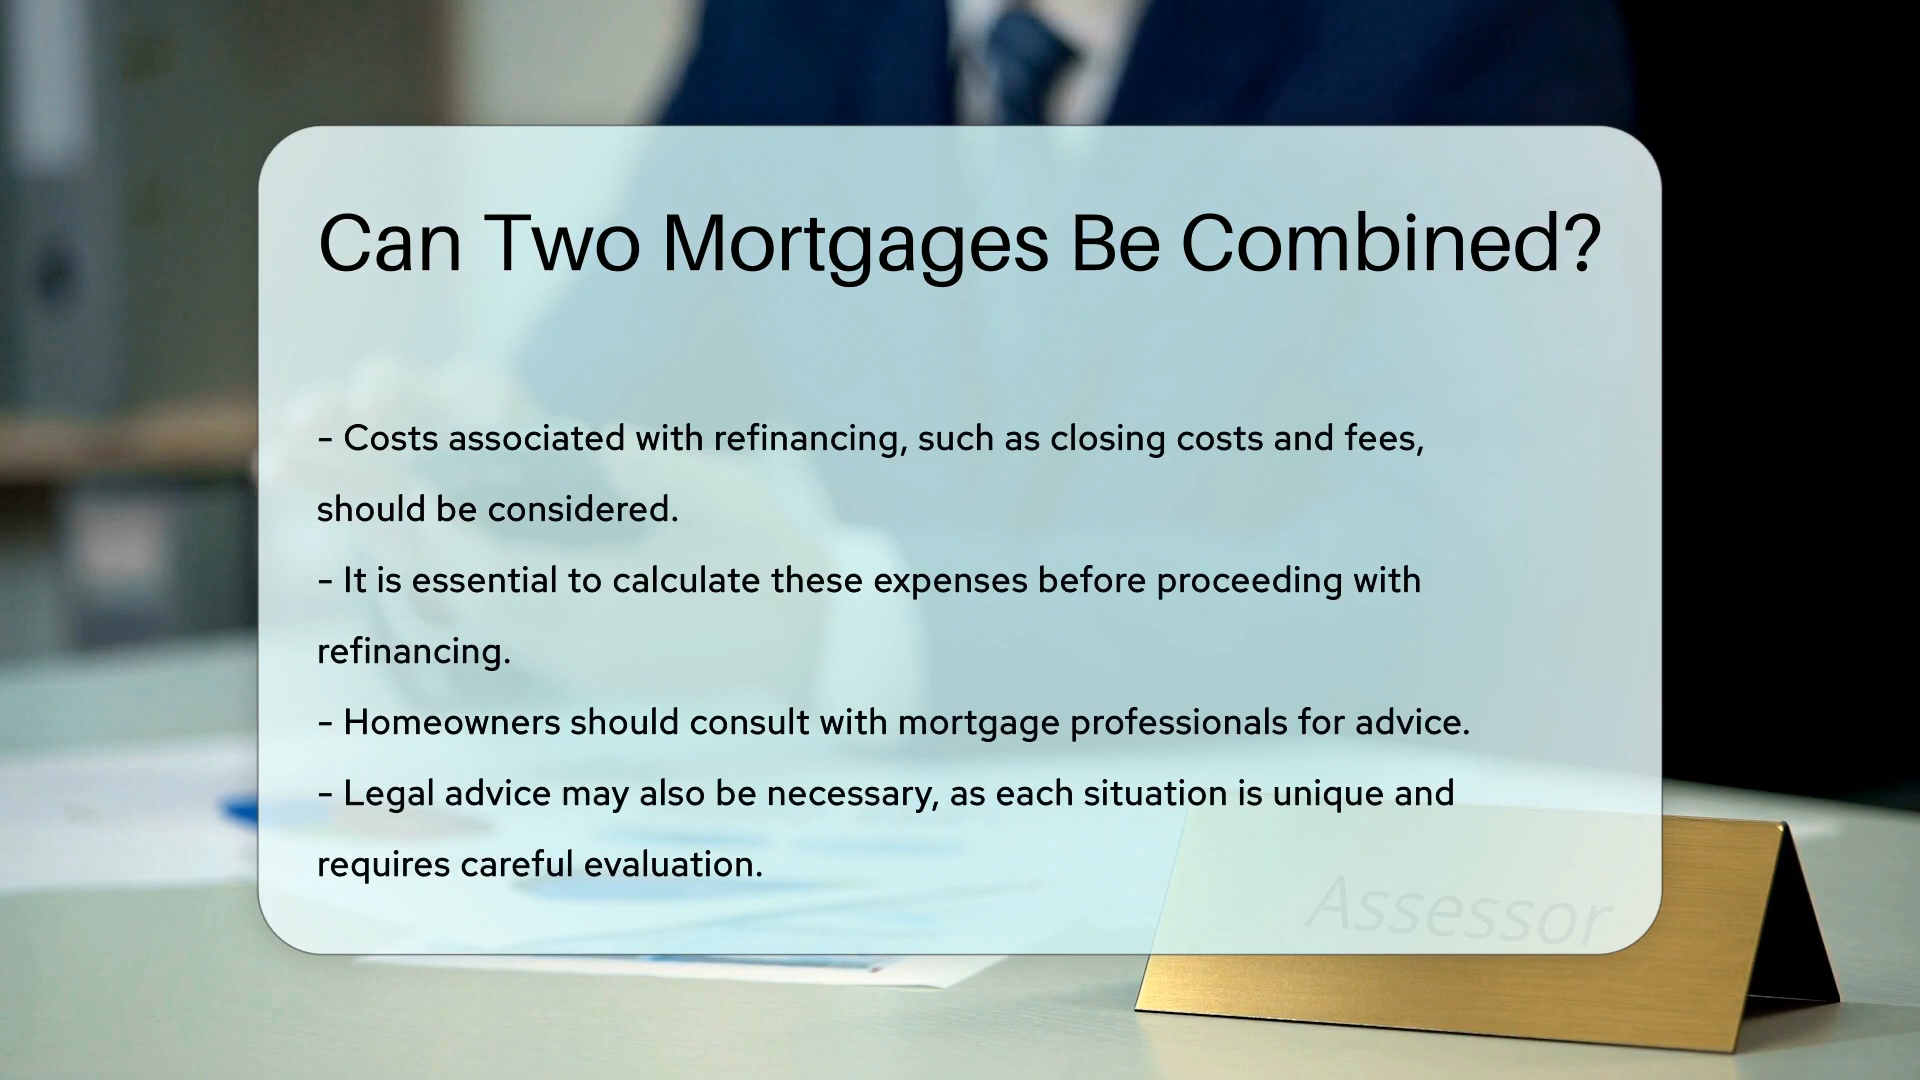 Can Two Mortgages Be Combined?
- Costs associated with refinancing, such as closing costs and fees,
should be considered.
- It is essential to calculate these expenses before proceeding with
refinancing.
- Homeowners should consult with mortgage professionals for advice.
- Legal advice may also be necessary, as each situation is unique and
requires careful evaluation.
Assessor